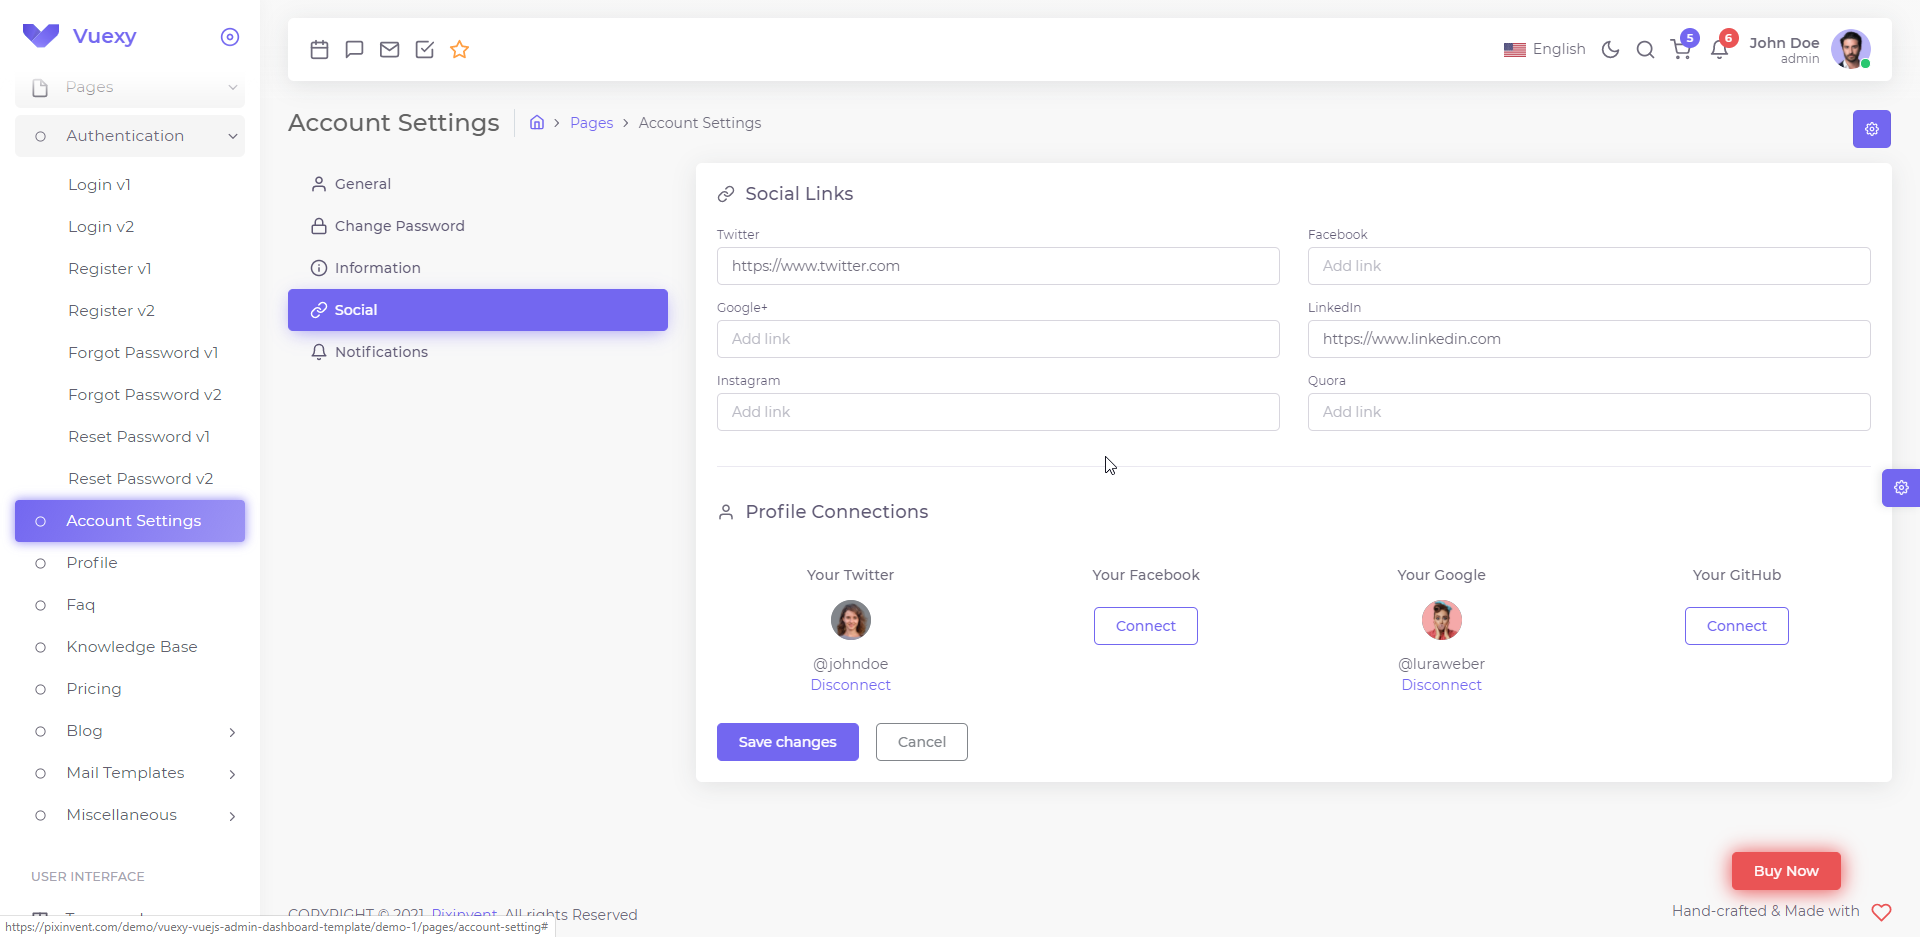 Vuexy
Pages
Authentication
Login v1
Login v2
Register v1
Register v2
Forgot Password v1
Forgot Password v2
Reset Password v1
Reset Password v2
Account Settings
Profile
Faq
Knowledge Base
Pricing
Blog
Mail Templates
Miscellaneous
USER INTERFACE
English
5
6
John Doe
admin
Account Settings
Pages
Account Settings
General
Change Password
Information
Social
Notifications
Social Links
Twitter
https://www.twitter.com
Facebook
Add link
Google+
Add link
LinkedIn
https://www.linkedin.com
Instagram
Add link
Quora
Add link
Profile Connections
Your Twitter
@johndoe
Disconnect
Your Facebook
Connect
Your Google
@luraweber
Disconnect
Your GitHub
Connect
Save changes
Cancel
Buy Now
COPYRIGHT © 2021 Pixinvent, All rights Reserved
Hand-crafted & Made with
https://pixinvent.com/demo/vuexy-vuejs-admin-dashboard-template/demo-1/pages/account-setting#